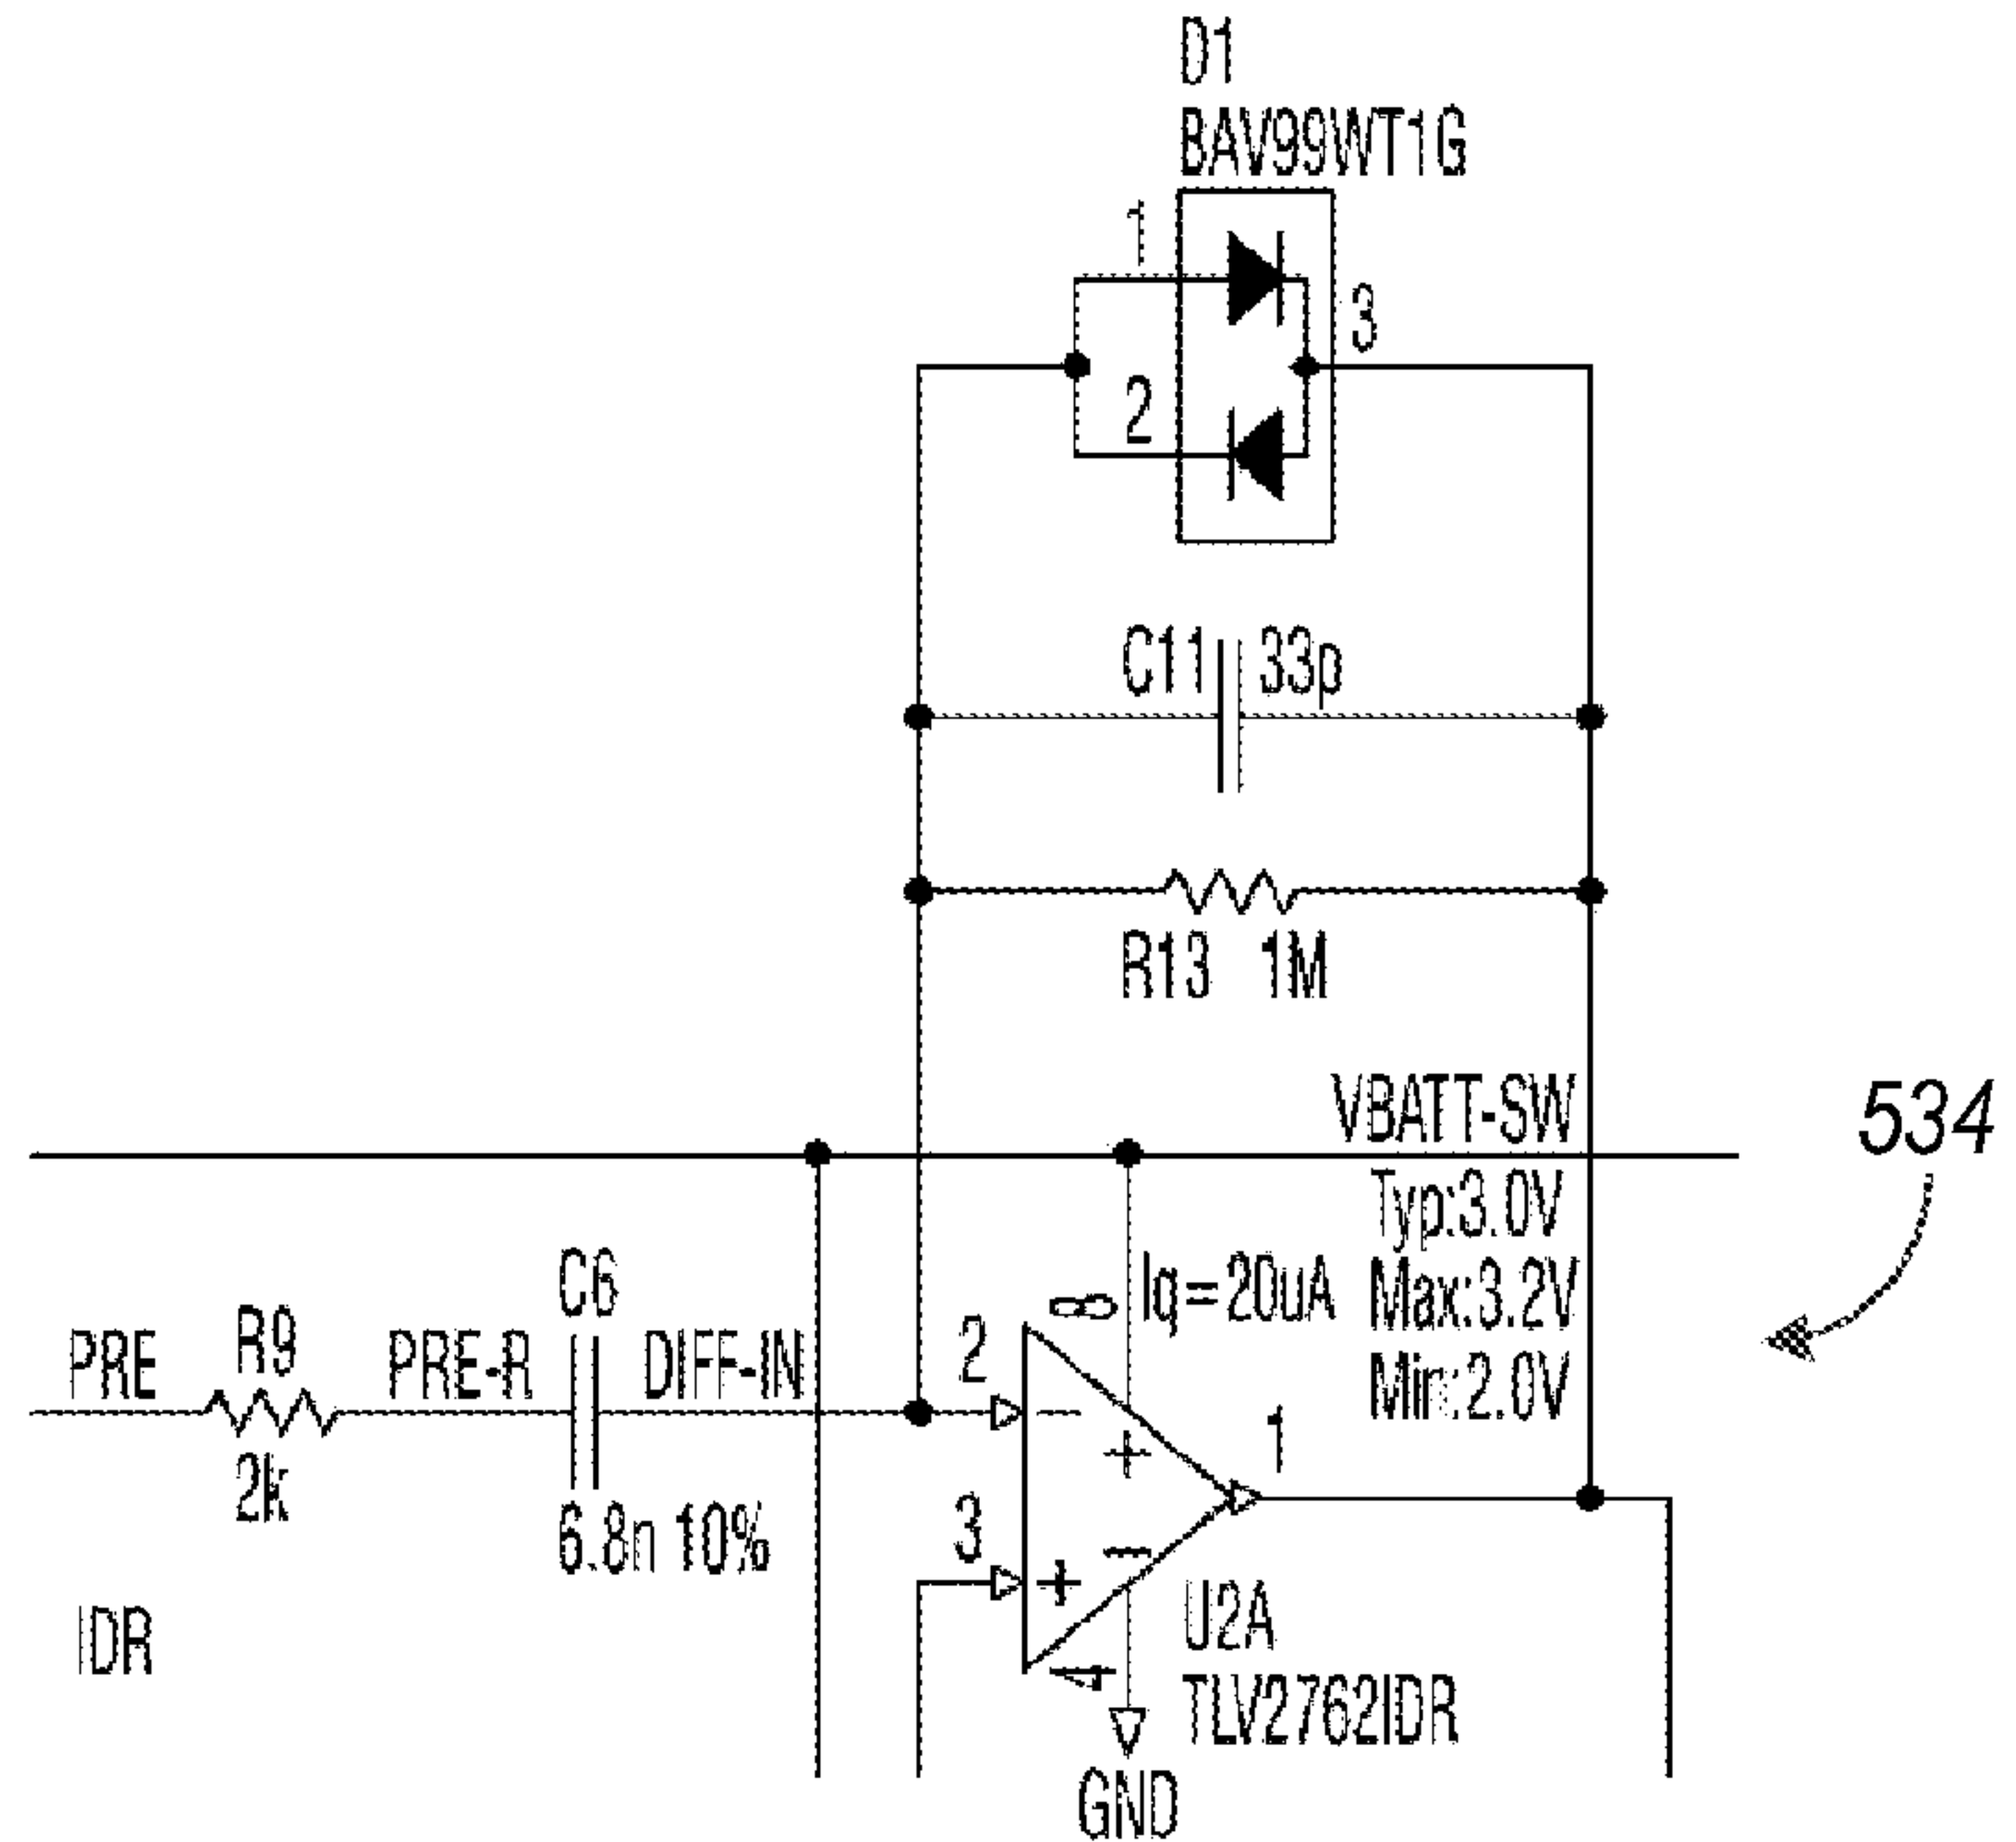 D1
BAV99WT1G
1
3
2
C11 33p
R13 1M
VBATT-SW
534
Typ:3.0V
Iq=20uA
Max:3.2V
Min:2.0V
8
C6
PRE
R9
PRE-R
DIFF-IN
2
1
2k
6.8n 10%
3
+
−
+
−
IDR
4
U2A
TLV2762IDR
GND